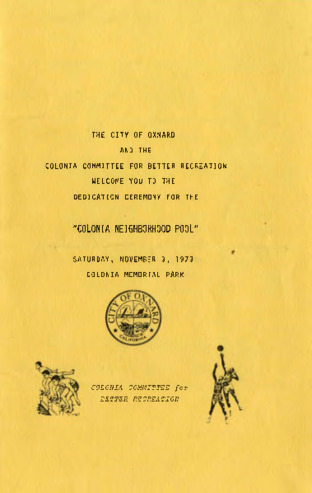 THE CITY OF OXNARD
AND THE
COLONIA COMMITTEE FOR BETTER RECREATION
WELCOME YOU TO THE
DEDICATION CEREMONY FOR THE
"COLONIA NEIGHBORHOOD POOL"
SATURDAY, NOVEMBER 3, 1973
COLONIA MEMORIAL PARK
CITY OF OXNARD
CALIFORNIA
COLONIA COMMITTEE for
BETTER RECREATION